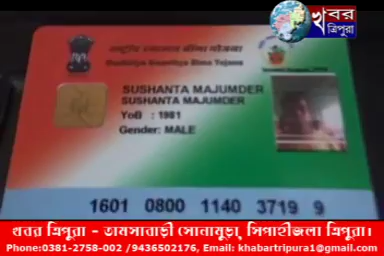 খবর ত্রিপুরা
राष्ट्रीय स्वास्थ्य बीमा योजना
Rashtriya Swasthya Bima Yojana
SUSHANTA MAJUMDER
SUSHANTA MAJUMDER
YoB : 1981
Gender: MALE
1601 0800 1140 3719 9
খবর ত্রিপুরা - তামসাবাড়ী সোনামুড়া, সিপাহীজলা ত্রিপুরা।
Phone:0381-2758-002 /9436502176, Email: khabartripura1@gmail.com